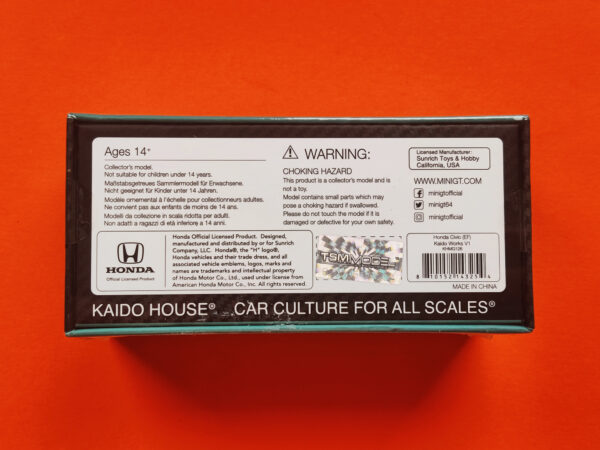 Ages 14+
Collector's model.
Not suitable for children under 14 years.
Maßstabsgetreues Sammlermodell für Erwachsene.
Nicht geeignet für Kinder unter 14 Jahren.
Modèle ornemental à l'échelle pour collectionneurs adultes.
Ne convient pas aux enfants de moins de 14 ans.
Modelli da collezione in scala ridotta per adulti.
Non adatti a ragazzi di età inferiore a 14 anni.
⚠ WARNING:
CHOKING HAZARD
This product is a collector's model and is
not a toy.
Model contains small parts which may
pose a choking hazard if swallowed.
Please do not touch the model if it is
damaged or defective for your own safety.
Licensed Manufacturer:
Sunrich Toys & Hobby
California, USA
WWW.MINIGT.COM
minigtofficial
minigt64
minigtofficial
HONDA
Official Licensed Product
Honda Official Licensed Product. Designed,
manufactured and distributed by or for Sunrich
Company, LLC. Honda®, the "H" logo®,
Honda vehicles and their trade dress, and all
associated vehicle emblems, logos, marks and
names are trademarks and intellectual property
of Honda Motor Co., Ltd., used under license from
American Honda Motor Co., Inc. All rights reserved.
TSM MODEL
Honda Civic (EF)
Kaido Works V1
KHMG126
MADE IN CHINA
KAIDO HOUSE® ...CAR CULTURE FOR ALL SCALES®